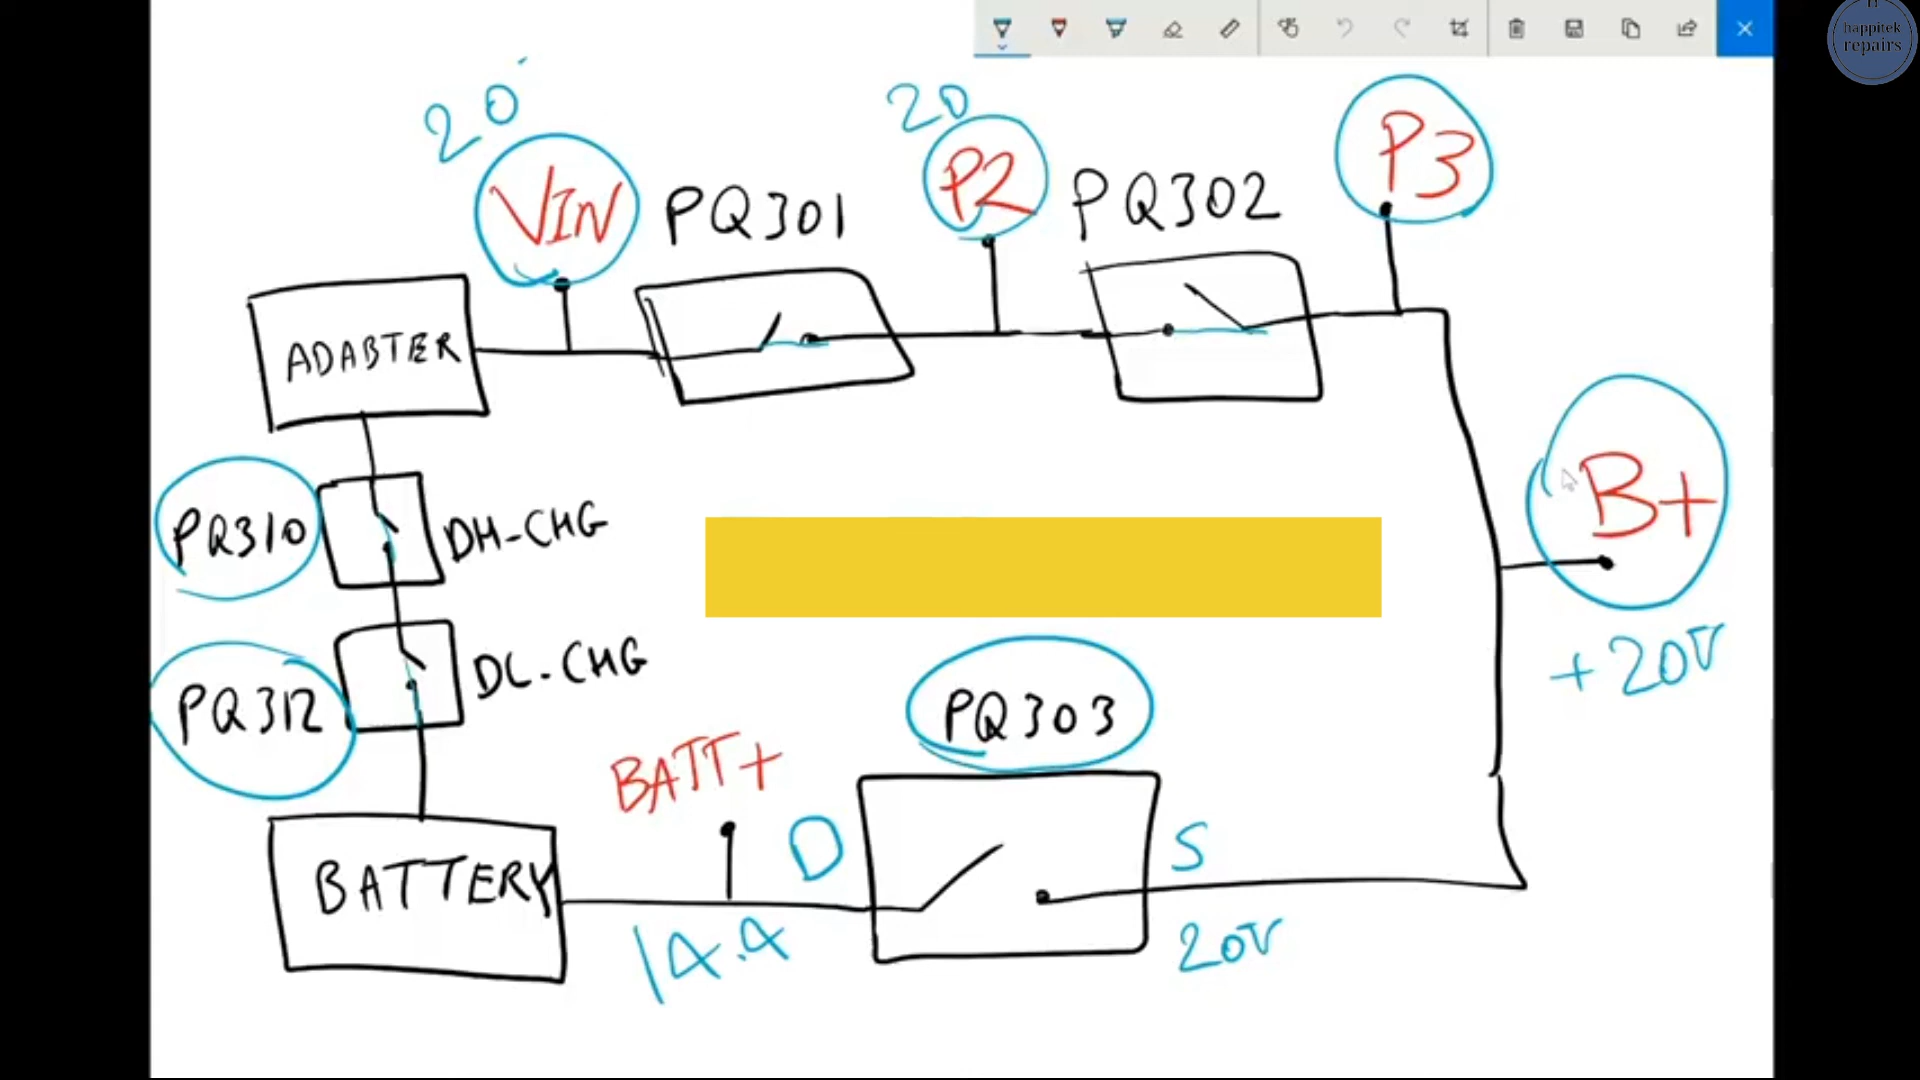 happitek
repairs
20
20
VIN
PQ301
P2
PQ302
P3
ADABTER
B+
+20V
PQ310
DH-CHG
PQ312
DL-CHG
BATT+
PQ303
BATTERY
D
S
14.4
20V